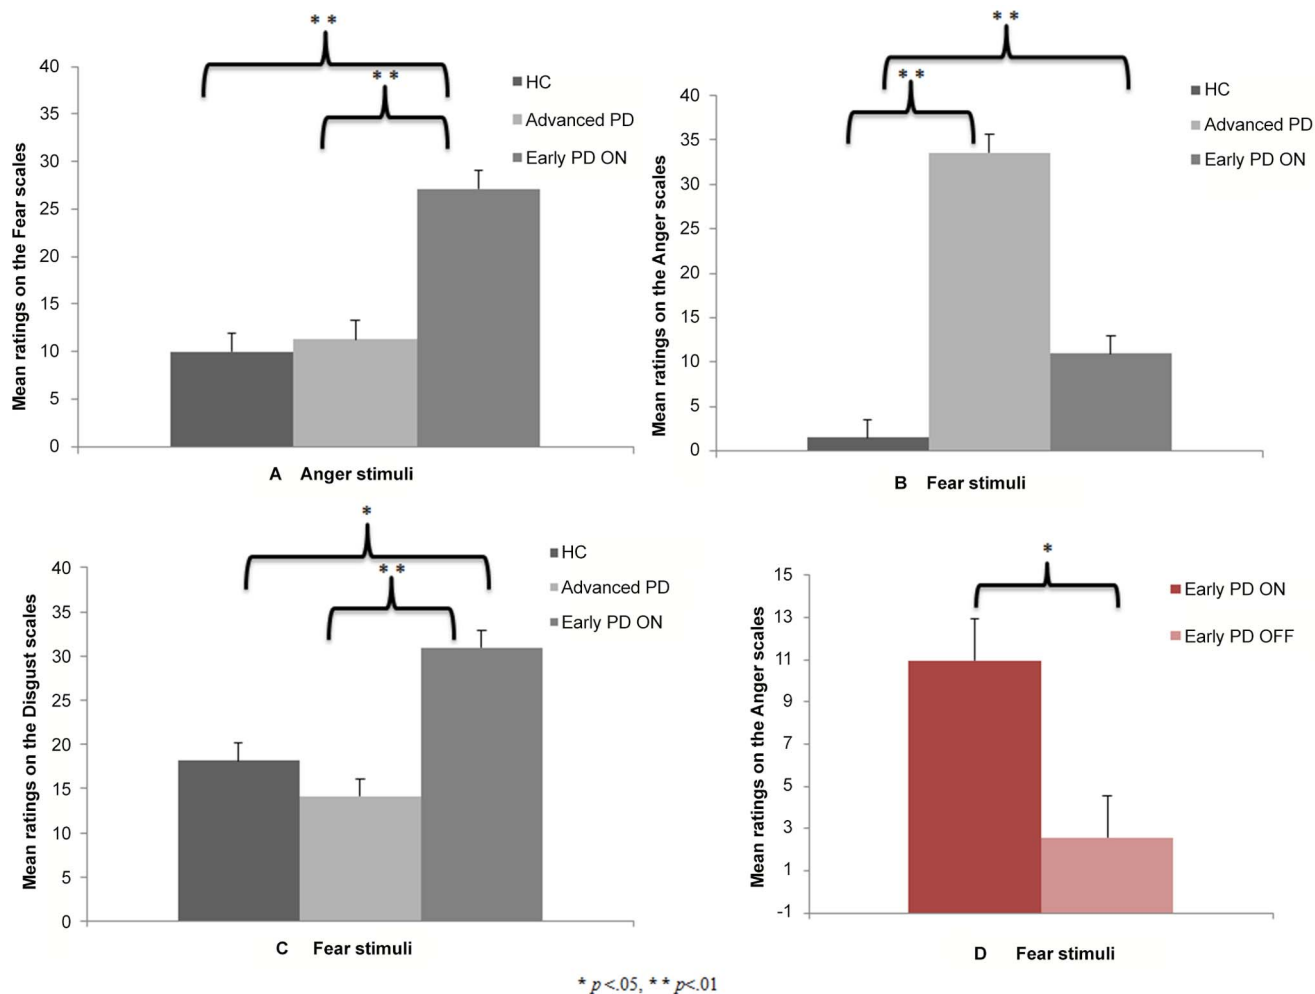 * *
40
35
30
25
20
15
10
5
0
Mean ratings on the Fear scales
* *
HC
Advanced PD
Early PD ON
A Anger stimuli
* *
40
35
30
25
20
15
10
5
0
Mean ratings on the Anger scales
* *
HC
Advanced PD
Early PD ON
B Fear stimuli
*
40
35
30
25
20
15
10
5
0
Mean ratings on the Disgust scales
* *
HC
Advanced PD
Early PD ON
C Fear stimuli
*
15
13
11
9
7
5
3
1
-1
Mean ratings on the Anger scales
Early PD ON
Early PD OFF
D Fear stimuli
* p <.05, * * p<.01